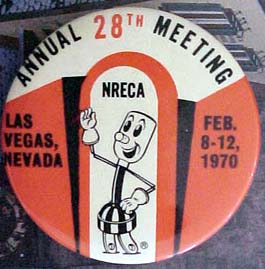 ANNUAL 28TH MEETING
NRECA
LAS
VEGAS,
NEVADA
FEB.
8-12,
1970
®